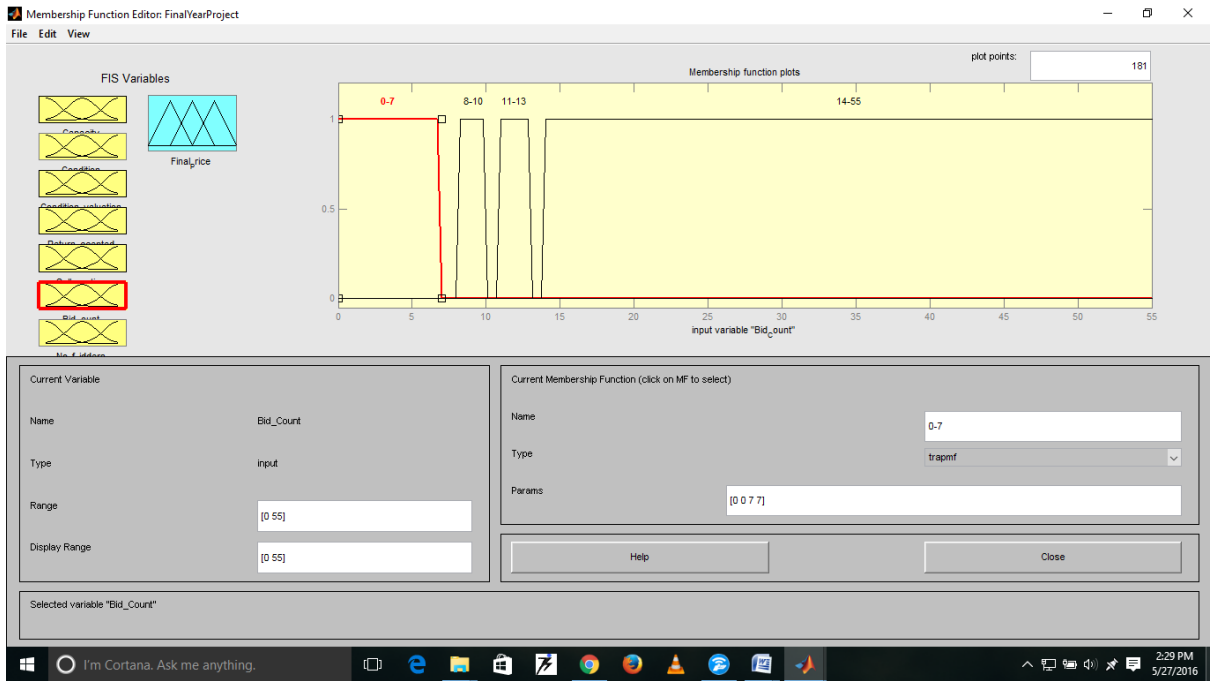 Membership Function Editor: FinalYearProject
File Edit View
FIS Variables
Final_price
Membership function plots
plot points:
181
0-7
8-10
11-13
14-55
1
0.5
0
0 5 10 15 20 25 30 35 40 45 50 55
input variable "Bid_Count"
Current Variable
Name Bid_Count
Type input
Range [0 55]
Display Range [0 55]
Current Membership Function (click on MF to select)
Name 0-7
Type trapmf
Params [0 0 7 7]
Help Close
Selected variable "Bid_Count"
I'm Cortana. Ask me anything.
2:29 PM
5/27/2016